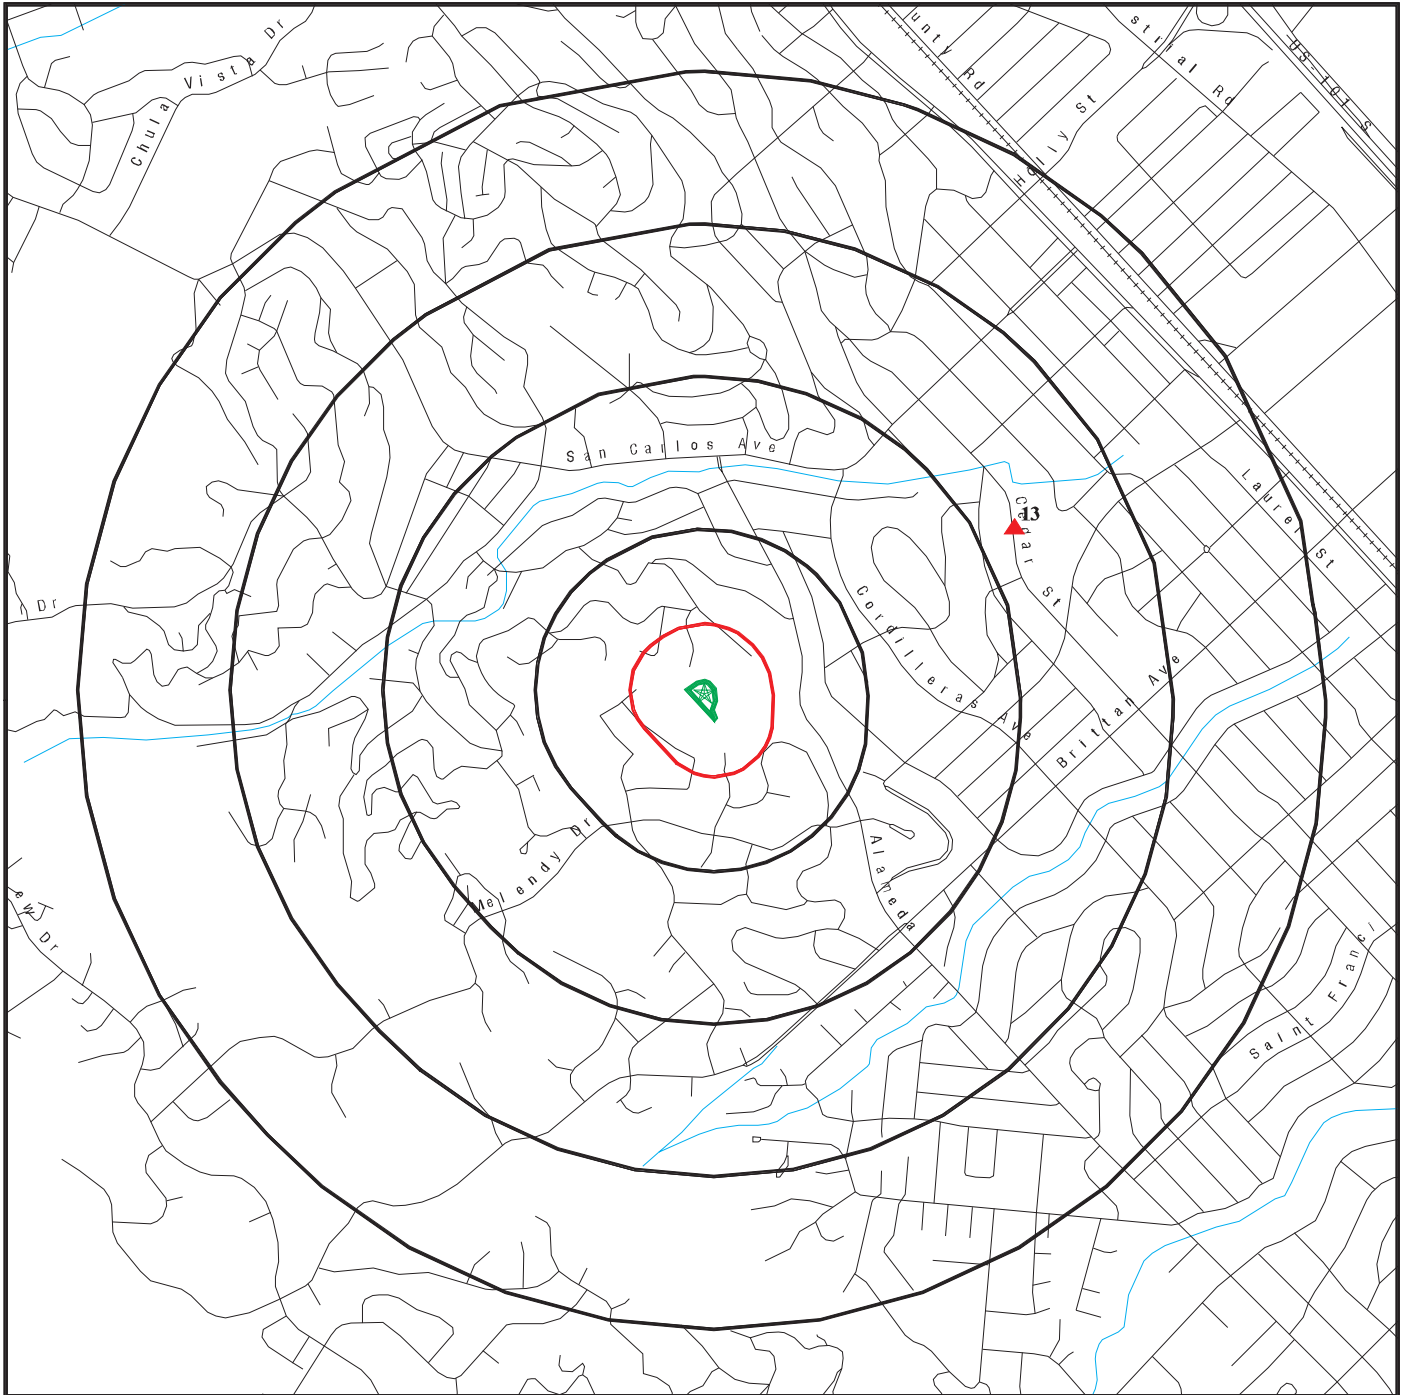 Chula Vista Dr
unty Rd
strial Rd
US-101 S
Holly St
San Carlos Ave
Cedar St
13
Laurel St
Dr
Cordilleras Ave
Brittan Ave
Melendy Dr
Alameda
ew Dr
Saint Franci